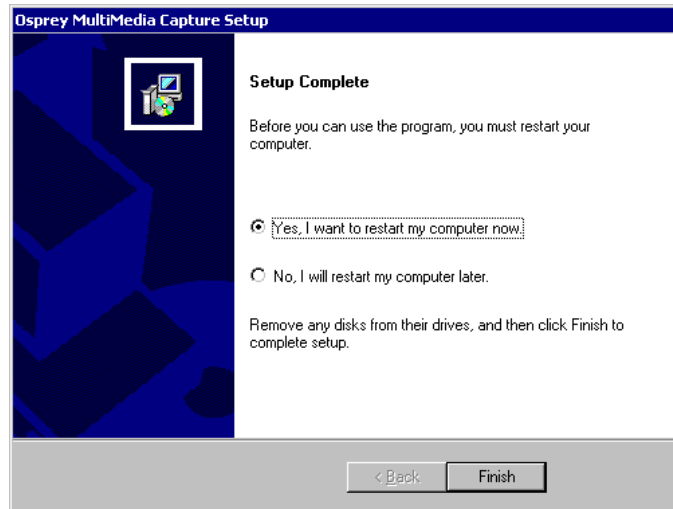 Osprey MultiMedia Capture Setup
Setup Complete
Before you can use the program, you must restart your
computer.
Yes, I want to restart my computer now.
No, I will restart my computer later.
Remove any disks from their drives, and then click Finish to
complete setup.
< Back
Finish